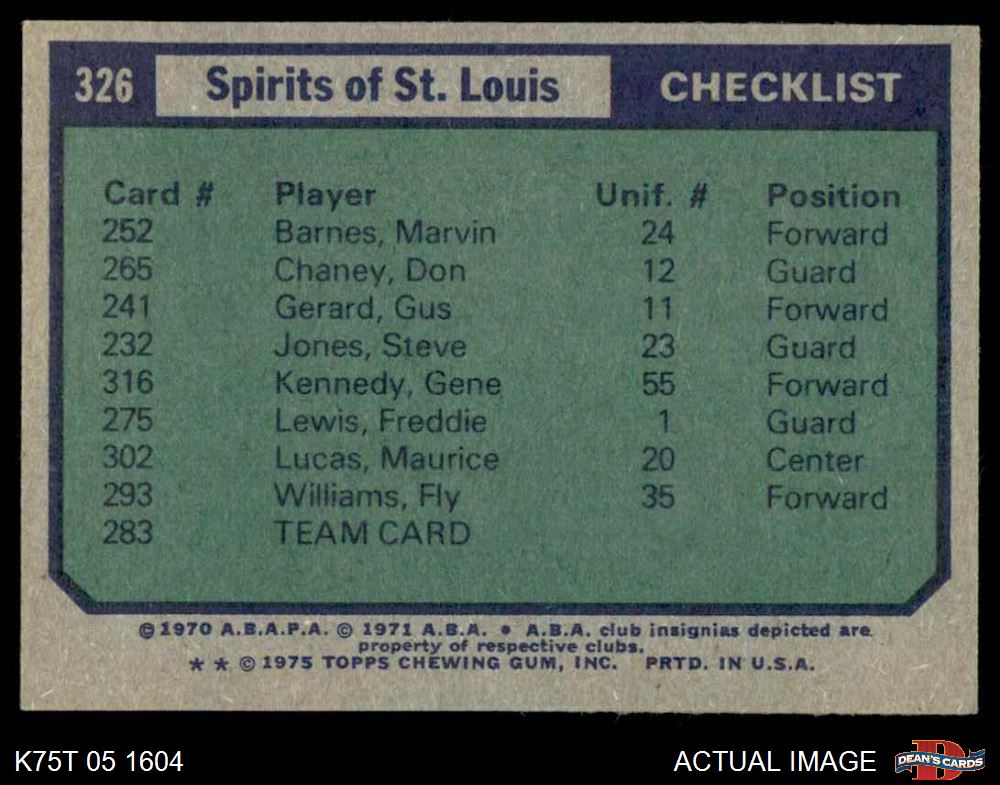 326 Spirits of St. Louis CHECKLIST
Card # Player Unif. # Position
252 Barnes, Marvin 24 Forward
265 Chaney, Don 12 Guard
241 Gerard, Gus 11 Forward
232 Jones, Steve 23 Guard
316 Kennedy, Gene 55 Forward
275 Lewis, Freddie 1 Guard
302 Lucas, Maurice 20 Center
293 Williams, Fly 35 Forward
283 TEAM CARD
© 1970 A.B.A.P.A. © 1971 A.B.A. • A.B.A. club insignias depicted are
property of respective clubs.
* * © 1975 TOPPS CHEWING GUM, INC. PRTD. IN U.S.A.
K75T 05 1604 ACTUAL IMAGE D DEAN'S CARDS